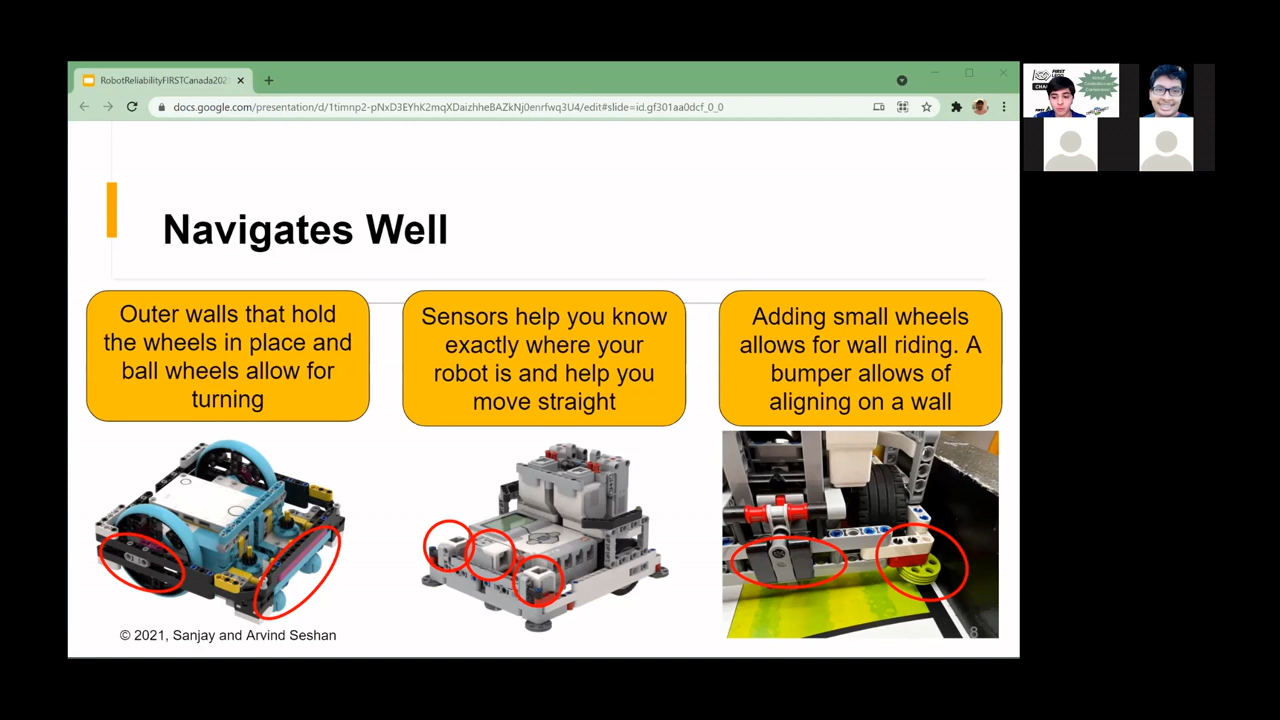 RobotReliabilityFIRSTCanada202
docs.google.com/presentation/d/1timnp2-pNxD3EYhK2mqXDaizhheBAZkNj0enrfwq3U4/edit#slide=id.gf301aa0dcf_0_0
Navigates Well
Outer walls that hold
the wheels in place and
ball wheels allow for
turning
Sensors help you know
exactly where your
robot is and help you
move straight
Adding small wheels
allows for wall riding. A
bumper allows of
aligning on a wall
© 2021, Sanjay and Arvind Seshan
8